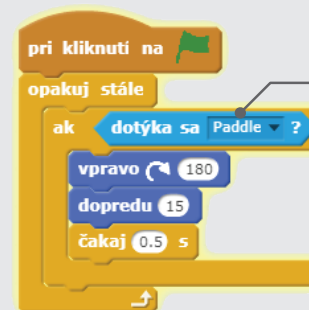 pri kliknutí na
opakuj stále
ak dotýka sa Paddle ?
vpravo 180
dopredu 15
čakaj 0.5 s